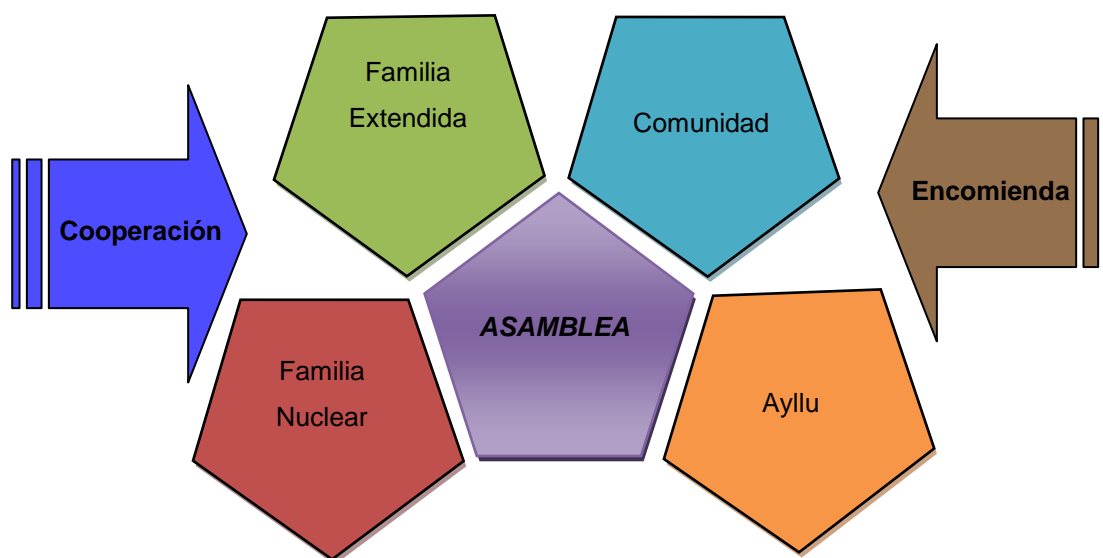 Familia
Extendida
Comunidad
Cooperación
Encomienda
ASAMBLEA
Familia
Nuclear
Ayllu